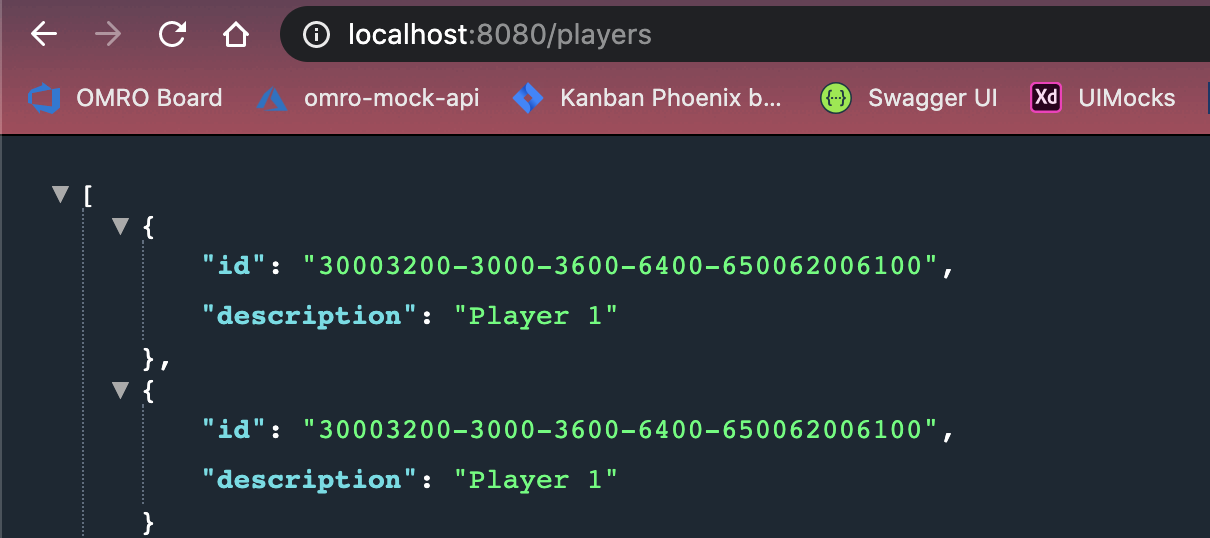 localhost:8080/players
OMRO Board omro-mock-api Kanban Phoenix b... Swagger UI Xd UIMocks
[
{
"id": "30003200-3000-3600-6400-650062006100",
"description": "Player 1"
},
{
"id": "30003200-3000-3600-6400-650062006100",
"description": "Player 1"
}